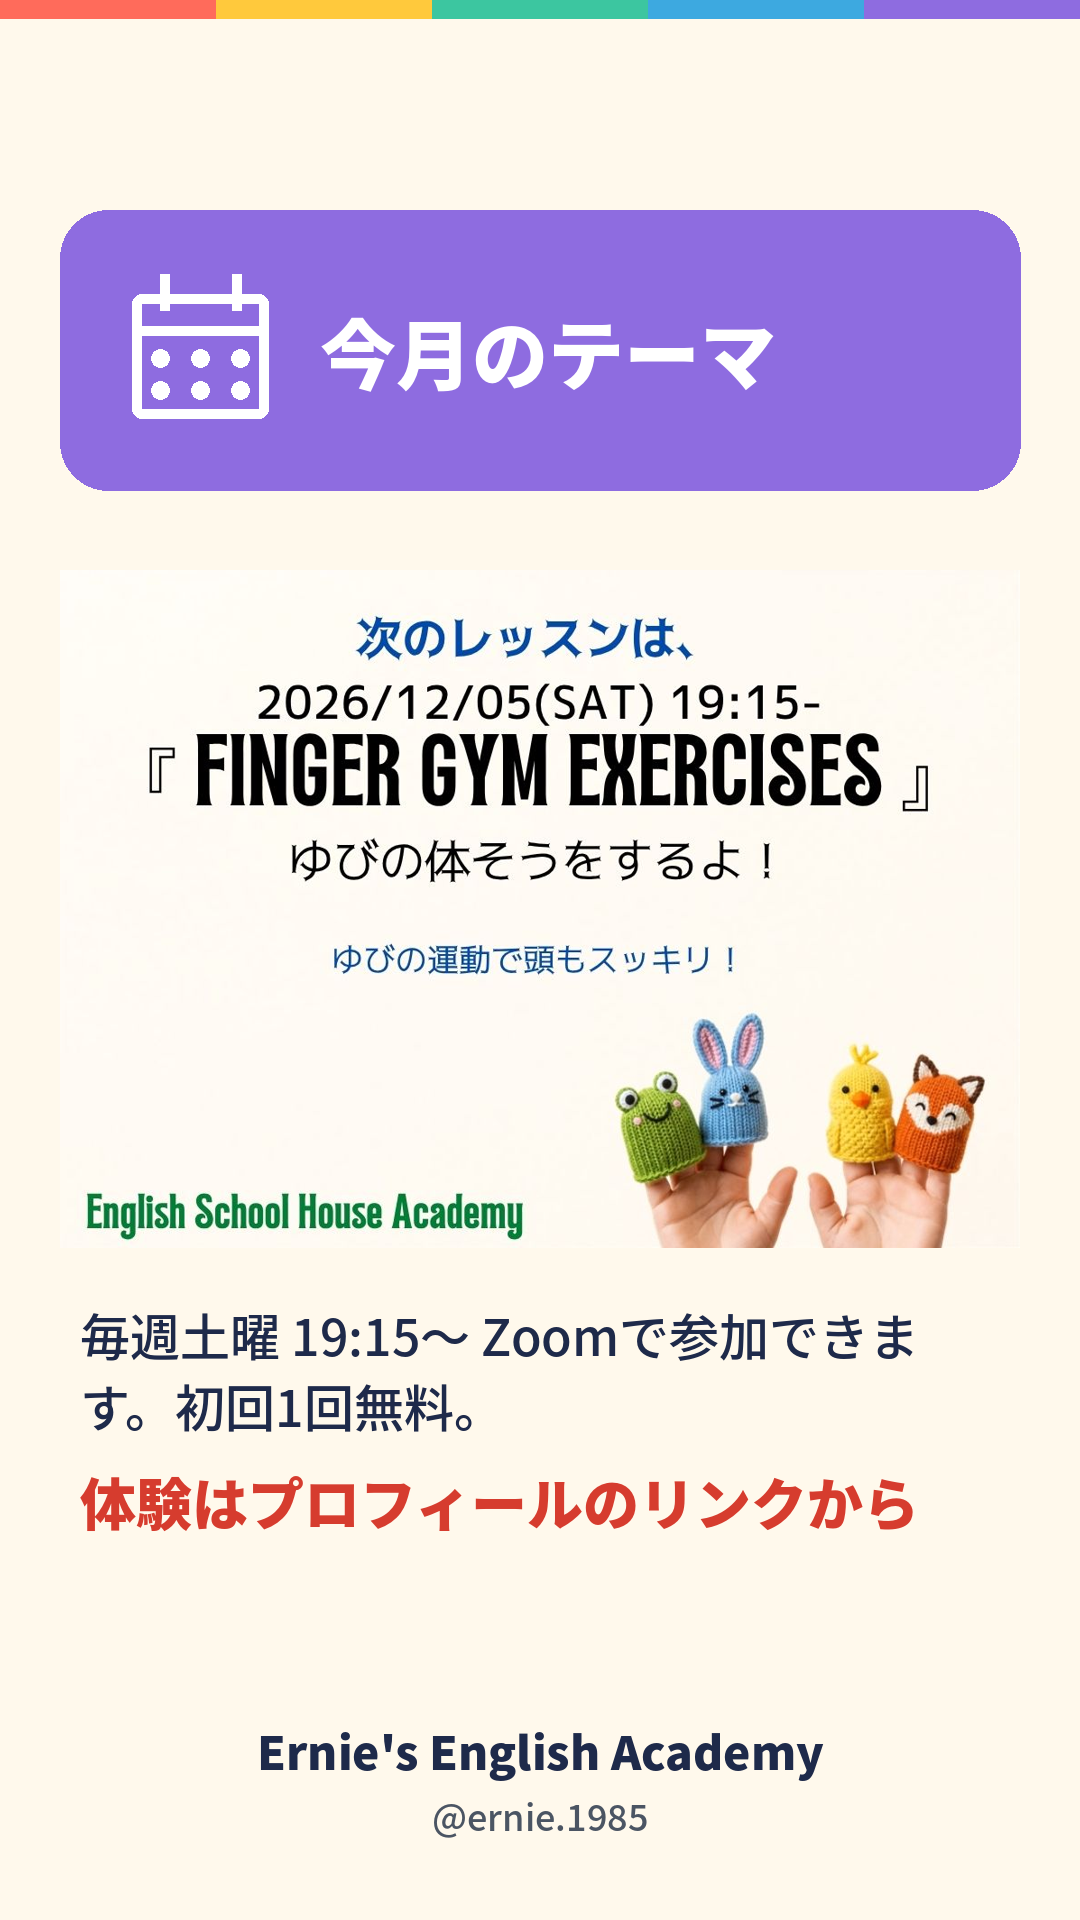 今月のテーマ
次のレッスンは、
2026/12/05(SAT) 19:15-
『 FINGER GYM EXERCISES 』
ゆびの体そうをするよ！
ゆびの運動で頭もスッキリ！
English School House Academy
毎週土曜 19:15〜 Zoomで参加できま
す。初回1回無料。
体験はプロフィールのリンクから
Ernie's English Academy
@ernie.1985